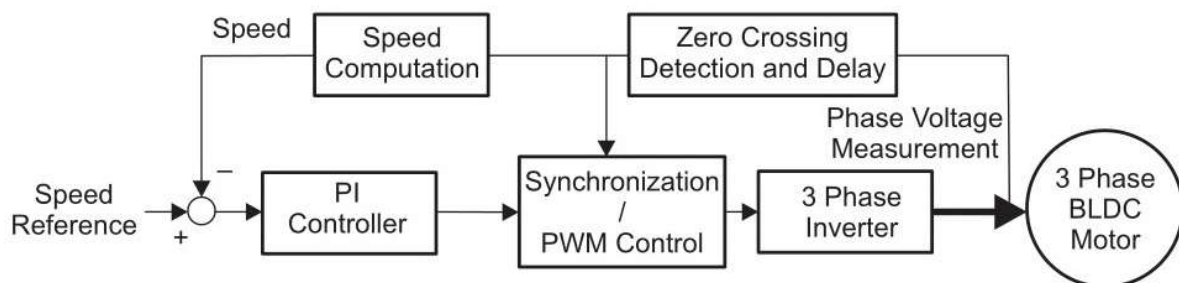 Speed
Speed
Computation
Zero Crossing
Detection and Delay
Phase Voltage
Measurement
Speed
Reference
+
−
PI
Controller
Synchronization
/
PWM Control
3 Phase
Inverter
3 Phase
BLDC
Motor